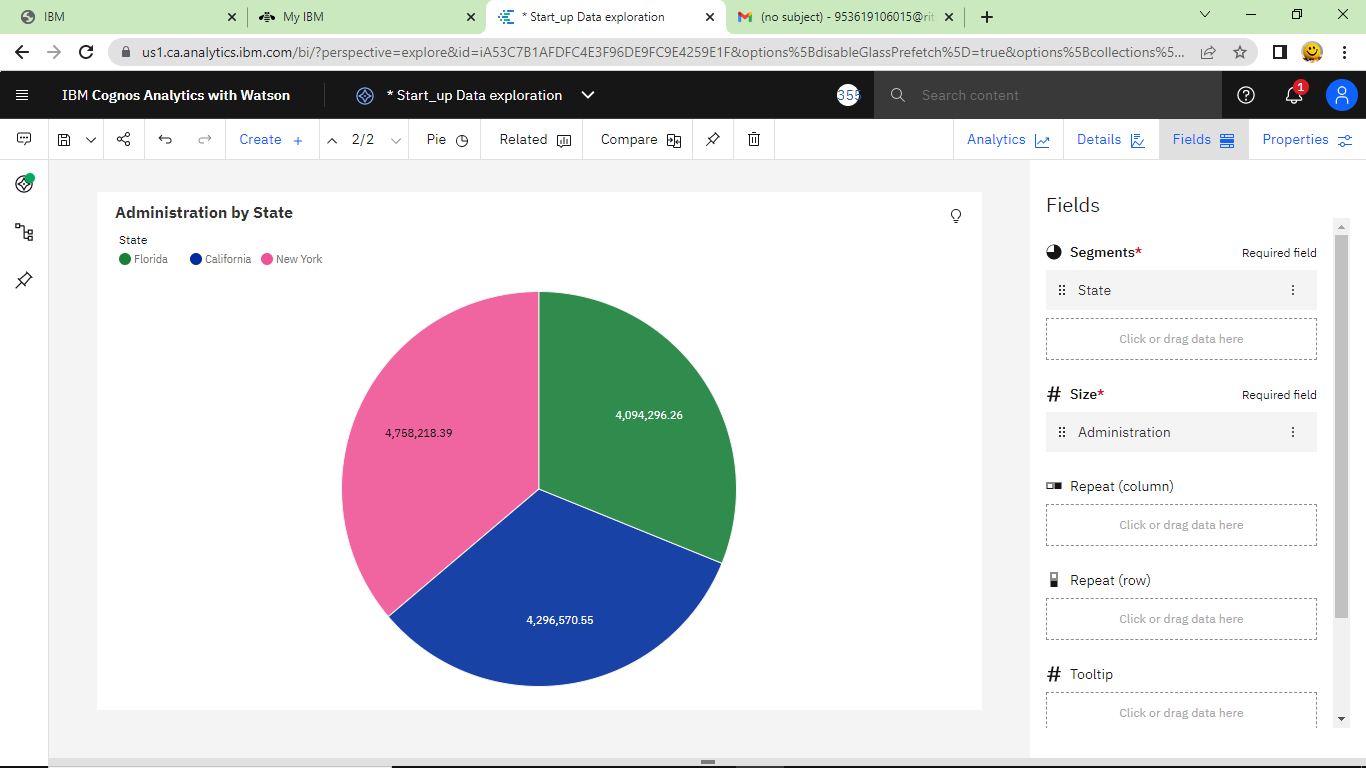 IBM
My IBM
* Start_up Data exploration
(no subject) - 953619106015@rit
us1.ca.analytics.ibm.com/bi/?perspective=explore&id=iA53C7B1AFDFC4E3F96DE9FC9E4259E1F&options%5BdisableGlassPrefetch%5D=true&options%5Bcollections%5...
IBM Cognos Analytics with Watson
* Start_up Data exploration
355
Search content
1
Create
2/2
Pie
Related
Compare
Analytics
Details
Fields
Properties
Administration by State
State
Florida California New York
4,094,296.26
4,758,218.39
4,296,570.55
Fields
Segments* Required field
State
Click or drag data here
Size* Required field
Administration
Repeat (column)
Click or drag data here
Repeat (row)
Click or drag data here
Tooltip
Click or drag data here